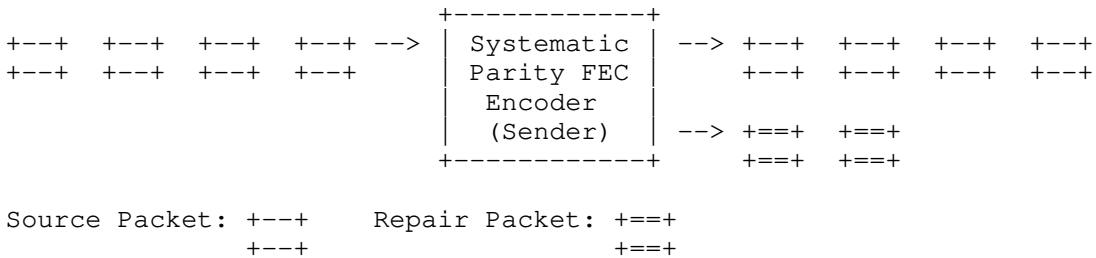 +------------+
+--+  +--+  +--+  +--+ --> | Systematic | --> +--+  +--+  +--+  +--+
+--+  +--+  +--+  +--+     | Parity FEC |     +--+  +--+  +--+  +--+
                            |  Encoder   |
                            |  (Sender)  | --> +==+  +==+
                            +------------+     +==+  +==+

Source Packet: +--+    Repair Packet: +==+
               +--+                   +==+